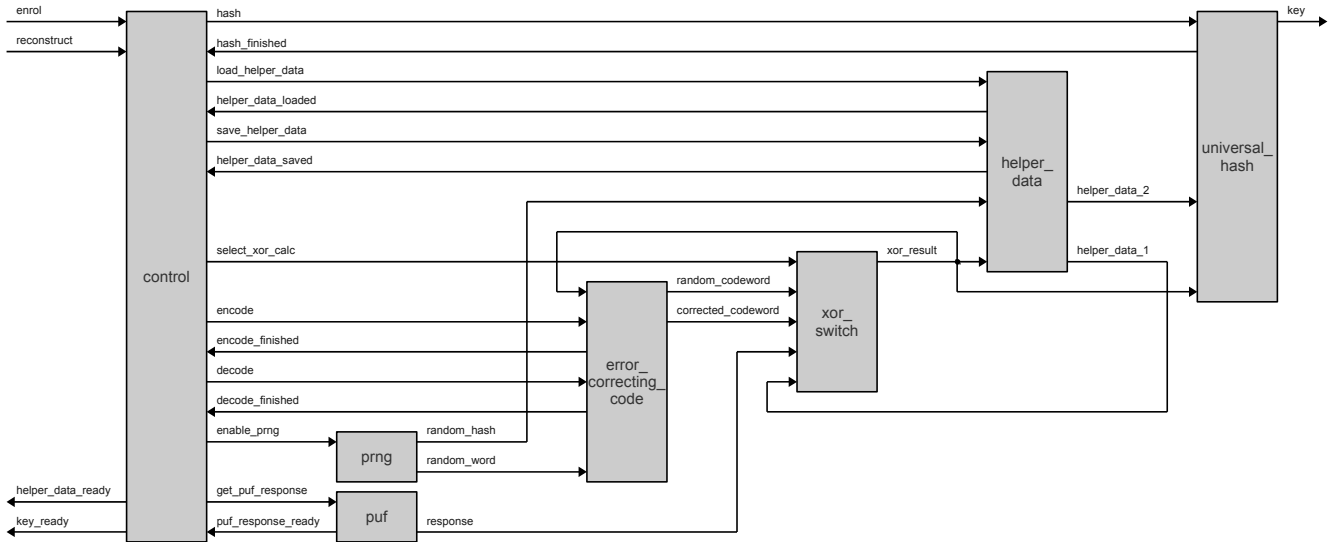 enrol
hash
key
reconstruct
hash_finished
load_helper_data
helper_data_loaded
save_helper_data
helper_data_saved
helper_
data
universal_
hash
helper_data_2
select_xor_calc
xor_result
helper_data_1
control
random_codeword
encode
corrected_codeword
xor_
switch
encode_finished
error_
correcting_
code
decode
decode_finished
enable_prng
random_hash
prng
random_word
helper_data_ready
get_puf_response
puf
key_ready
puf_response_ready
response